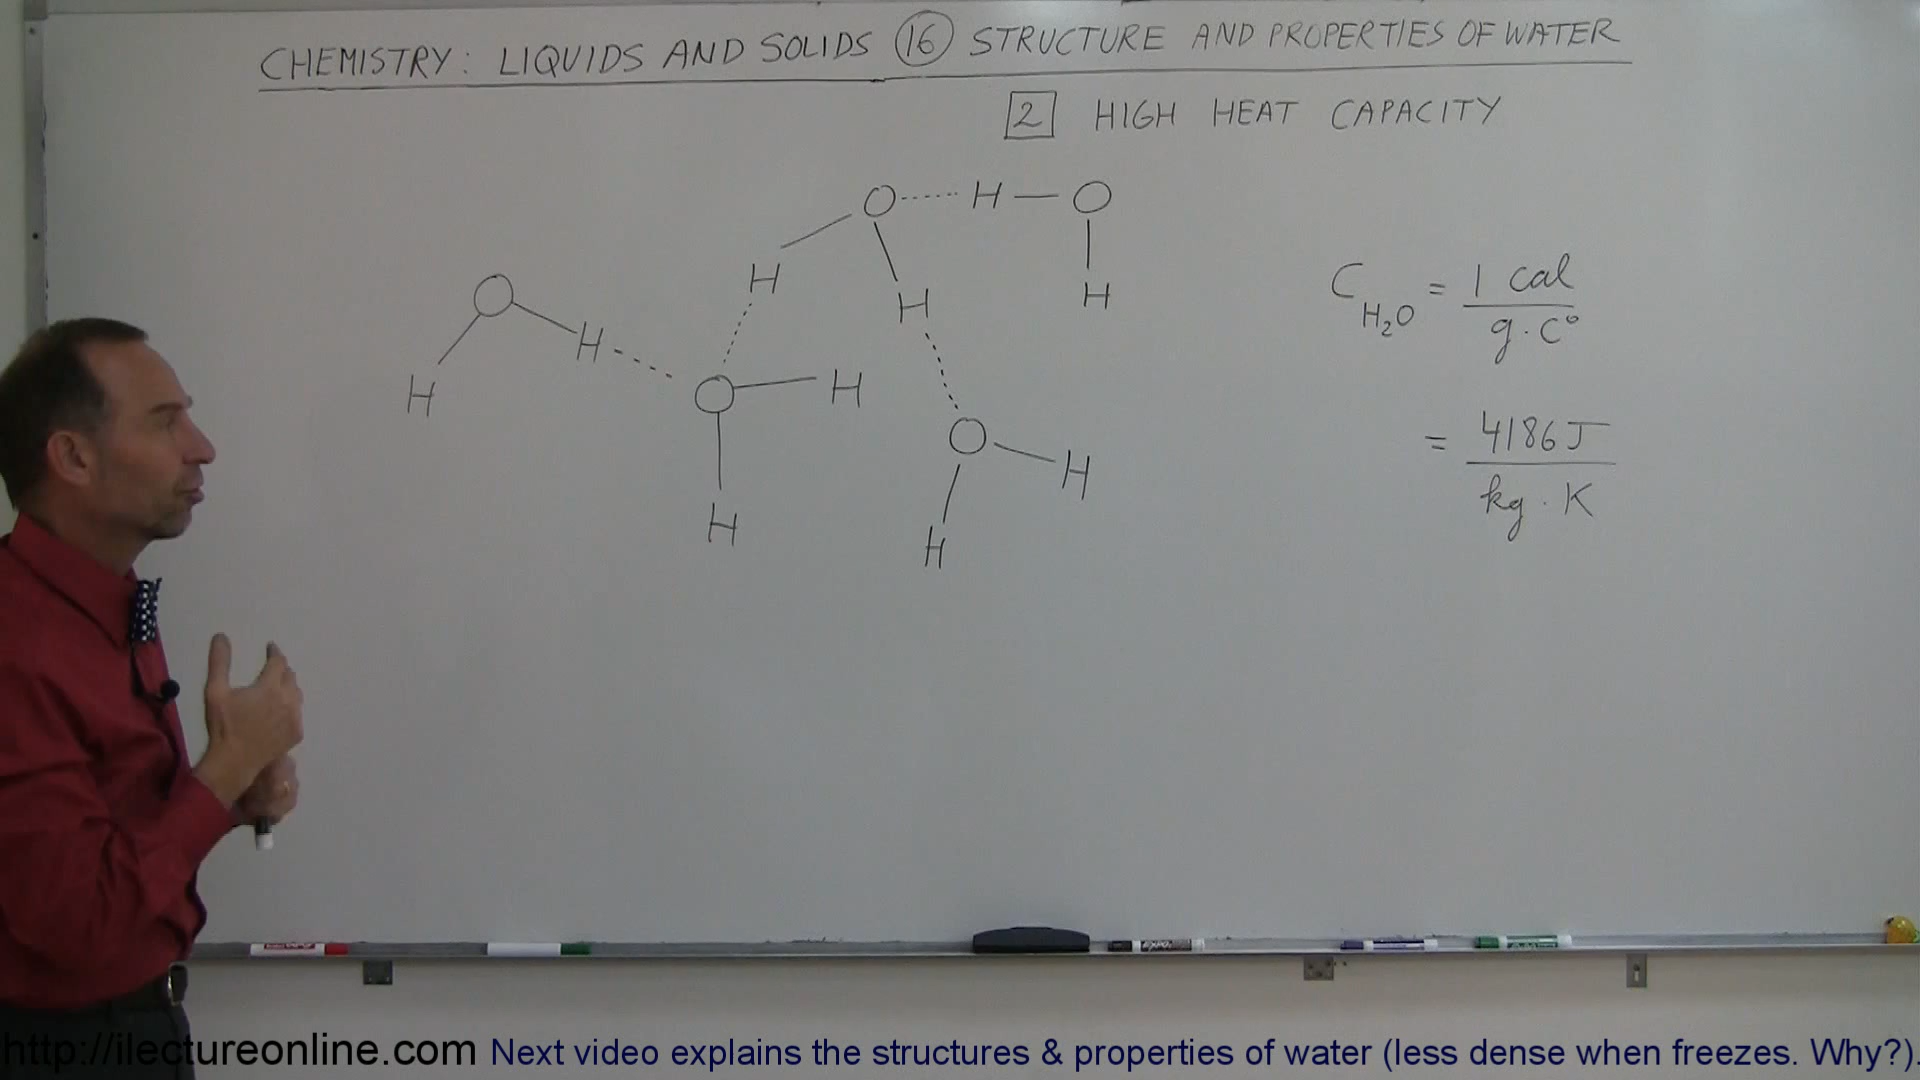 CHEMISTRY: LIQUIDS AND SOLIDS 16 STRUCTURE AND PROPERTIES OF WATER
2 HIGH HEAT CAPACITY
O H O
H
H
H
O
H
H
O
H
H
O
H
H
C H₂O = 1 cal
g · C°
= 4186 J
kg · K
EXPO
http://ilectureonline.com Next video explains the structures & properties of water (less dense when freezes. Why?).